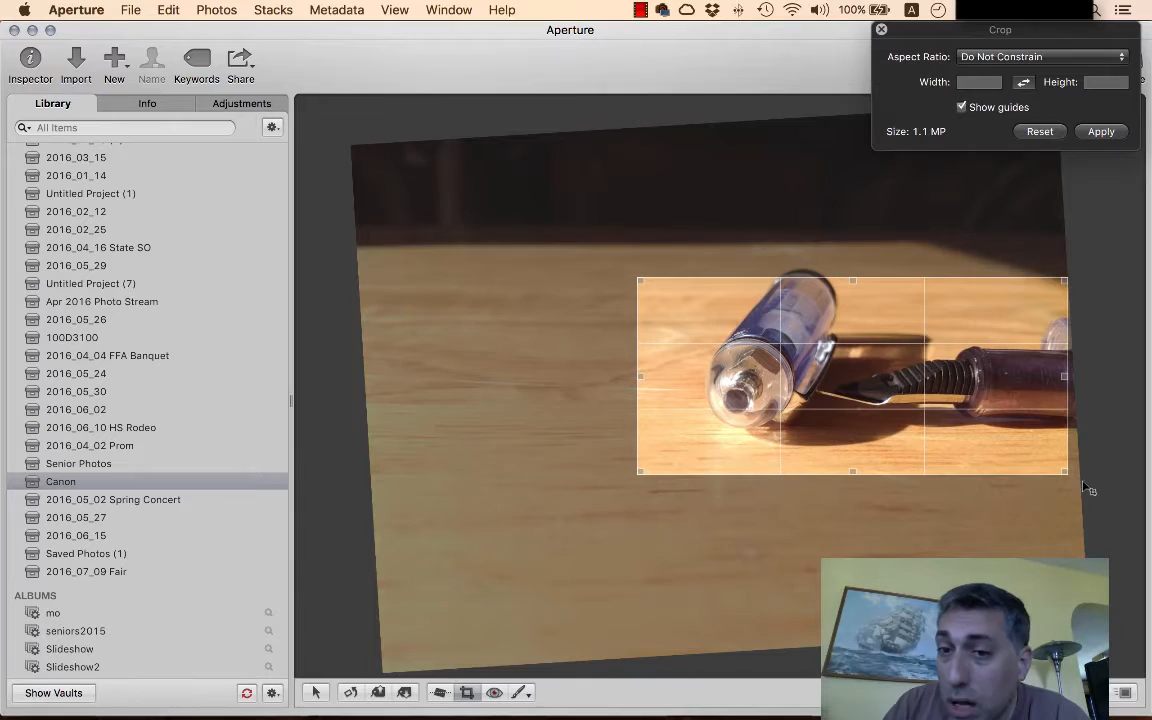 Aperture File Edit Photos Stacks Metadata View Window Help 100% A
Aperture
Inspector Import New Name Keywords Share
Crop
Aspect Ratio: Do Not Constrain
Width: Height:
Show guides
Size: 1.1 MP Reset Apply
Library Info Adjustments
All Items
2016_03_15
2016_01_14
Untitled Project (1)
2016_02_12
2016_02_25
2016_04_16 State SO
2016_05_29
Untitled Project (7)
Apr 2016 Photo Stream
2016_05_26
100D3100
2016_04_04 FFA Banquet
2016_05_24
2016_05_30
2016_06_02
2016_06_10 HS Rodeo
2016_04_02 Prom
Senior Photos
Canon
2016_05_02 Spring Concert
2016_05_27
2016_06_15
Saved Photos (1)
2016_07_09 Fair
ALBUMS
mo
seniors2015
Slideshow
Slideshow2
Show Vaults